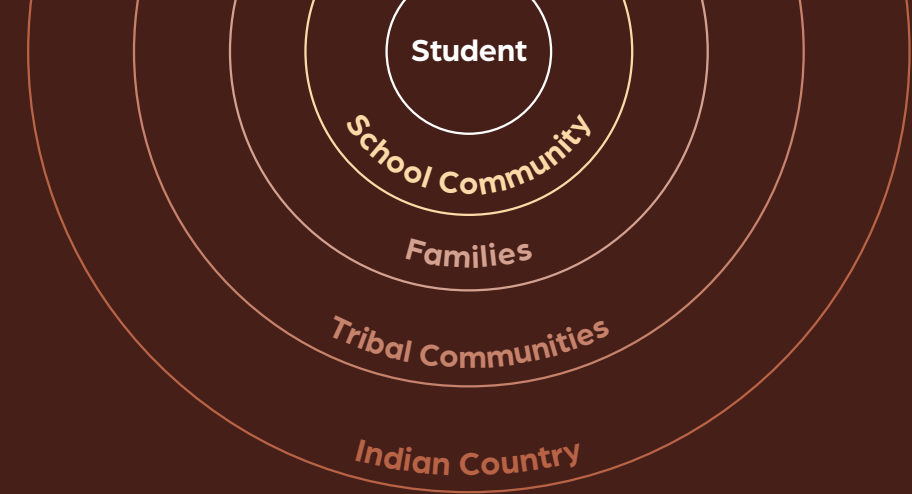 Student
School Community
Families
Tribal Communities
Indian Country